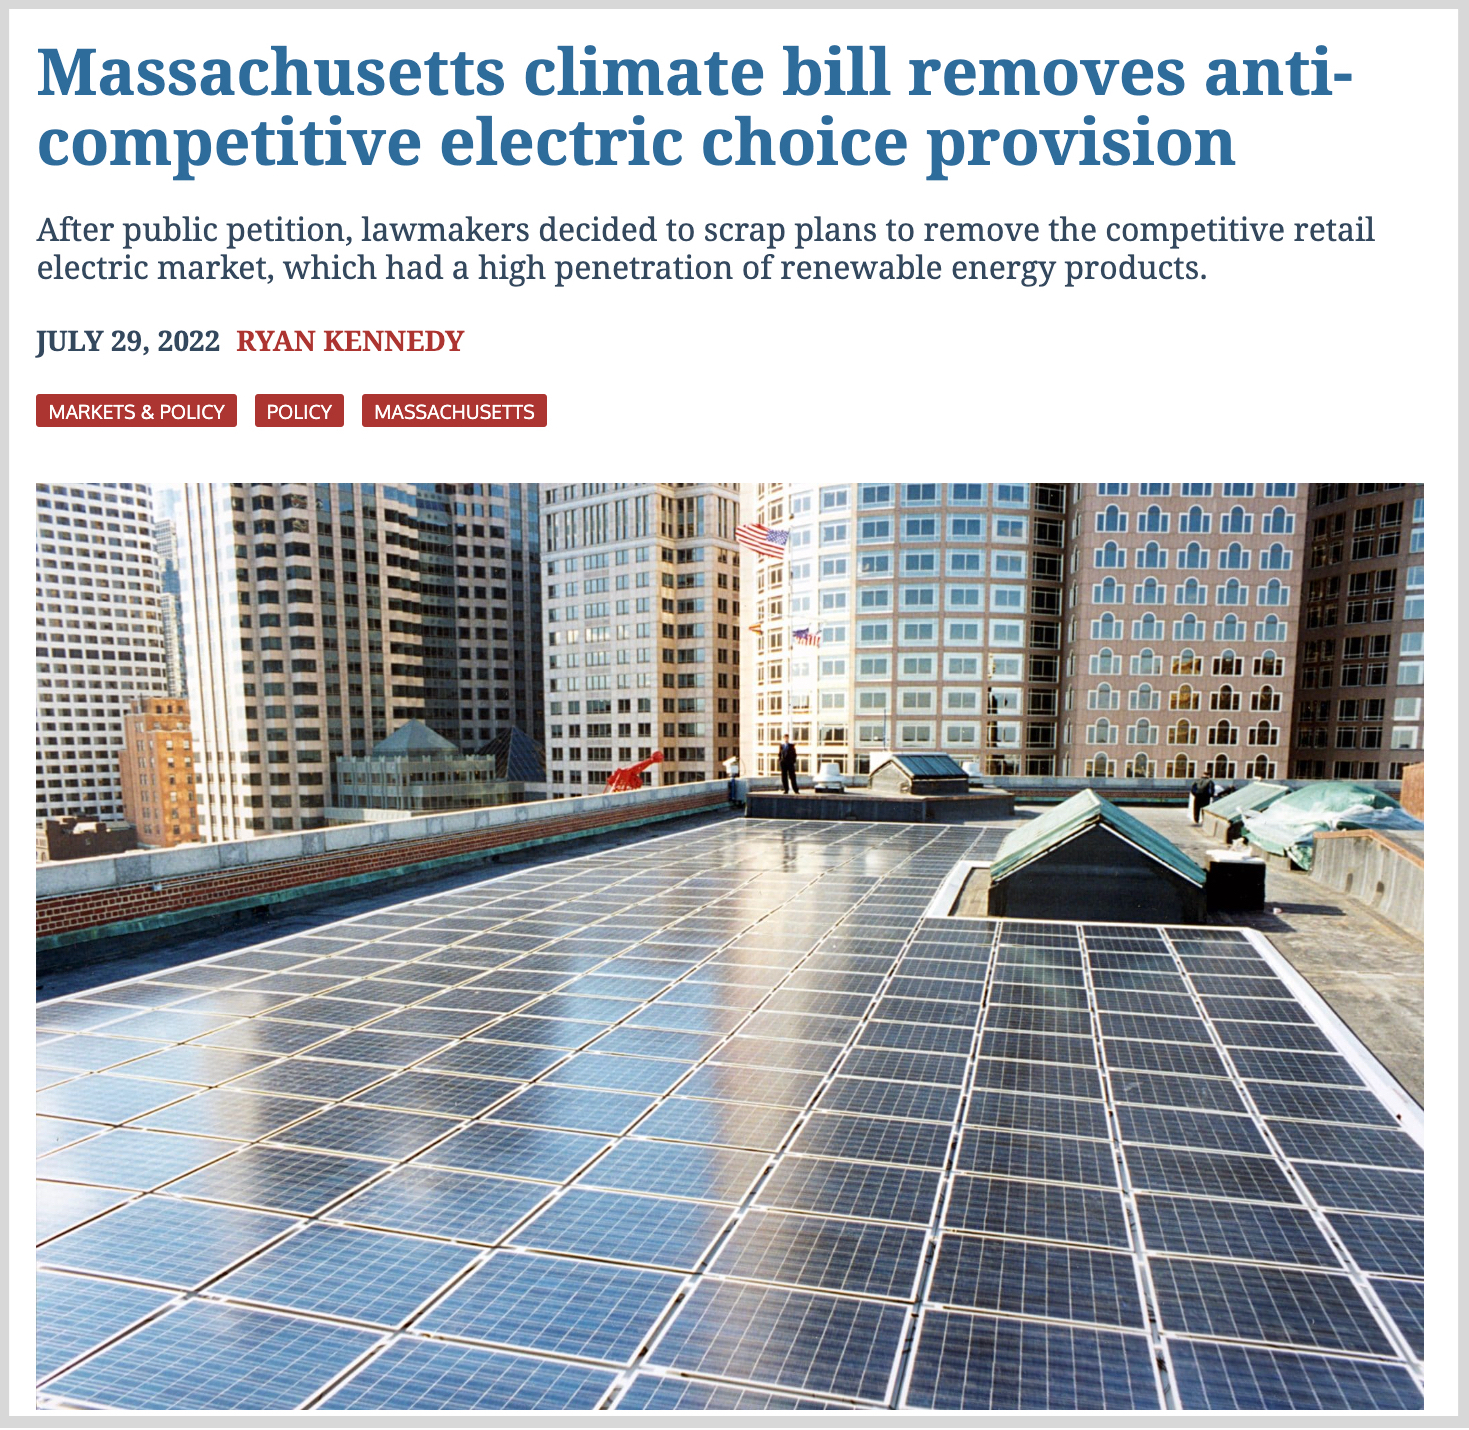 Massachusetts climate bill removes anti-
competitive electric choice provision
After public petition, lawmakers decided to scrap plans to remove the competitive retail
electric market, which had a high penetration of renewable energy products.
JULY 29, 2022 RYAN KENNEDY
MARKETS & POLICY POLICY MASSACHUSETTS